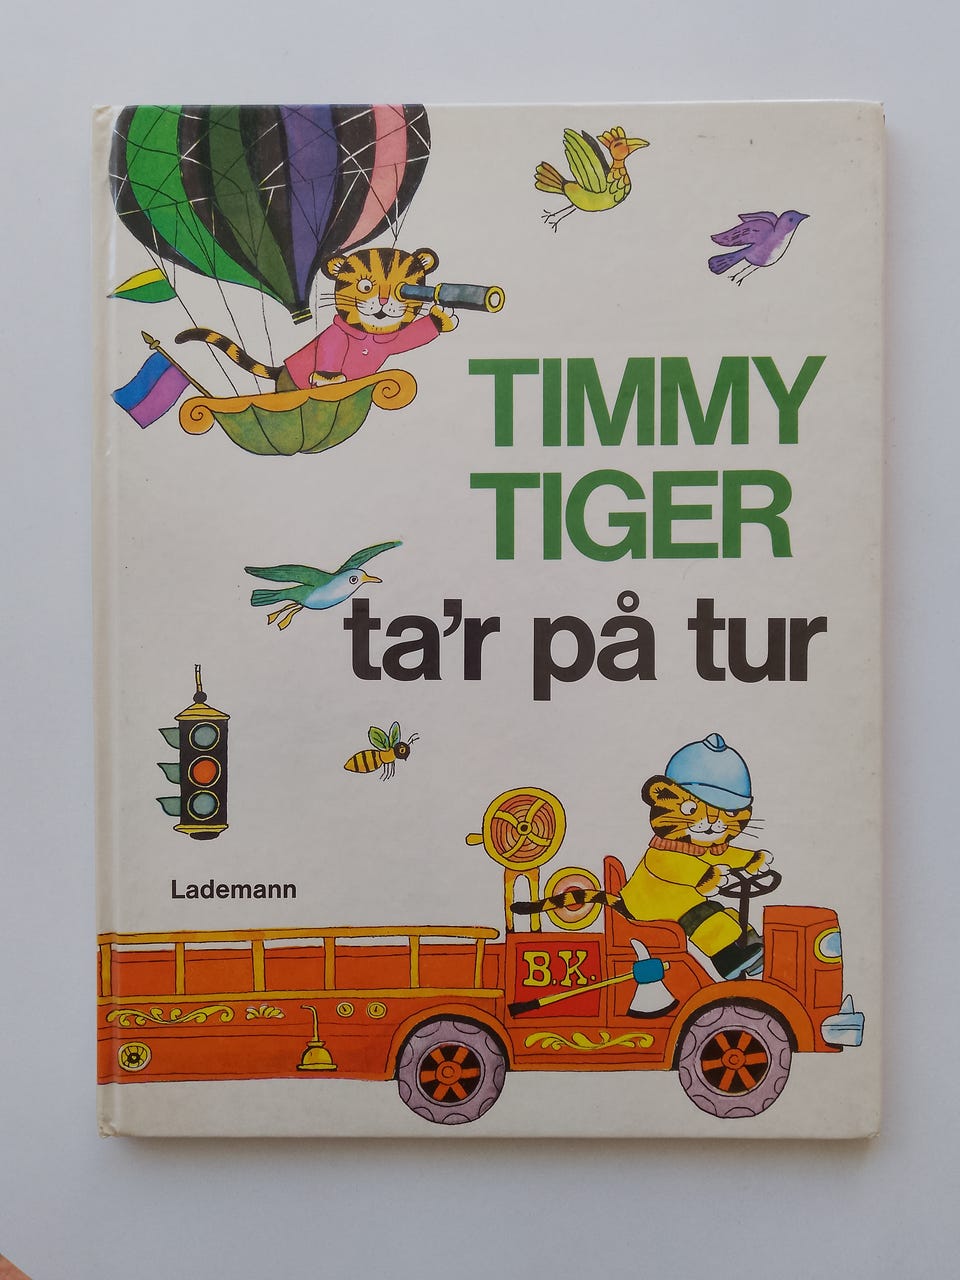 TIMMY
TIGER
ta’r på tur
Lademann
B.K.